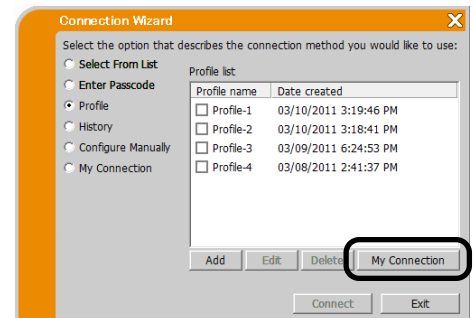 Connection Wizard
Select the option that describes the connection method you would like to use:
Select From List
Enter Passcode
Profile
History
Configure Manually
My Connection
Profile list
Profile name Date created
Profile-1 03/10/2011 3:19:46 PM
Profile-2 03/10/2011 3:18:41 PM
Profile-3 03/09/2011 6:24:53 PM
Profile-4 03/08/2011 2:41:37 PM
Add Edit Delete My Connection
Connect Exit